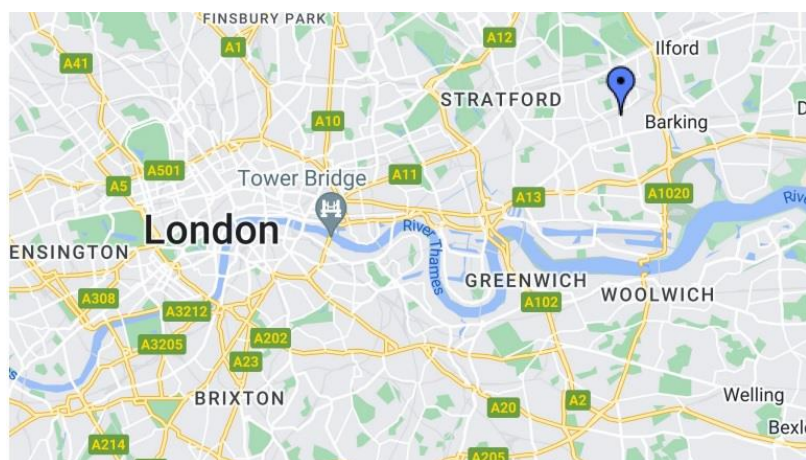 FINSBURY PARK
A41
A1
A12
Ilford
STRATFORD
A10
Barking
D
A501
A11
A5
Tower Bridge
A13
A1020
River
London
River Thames
ENSINGTON
GREENWICH
WOOLWICH
A308
A3212
A102
A3205
A202
A23
BRIXTON
A20
A2
Welling
Bexle
A214
A205